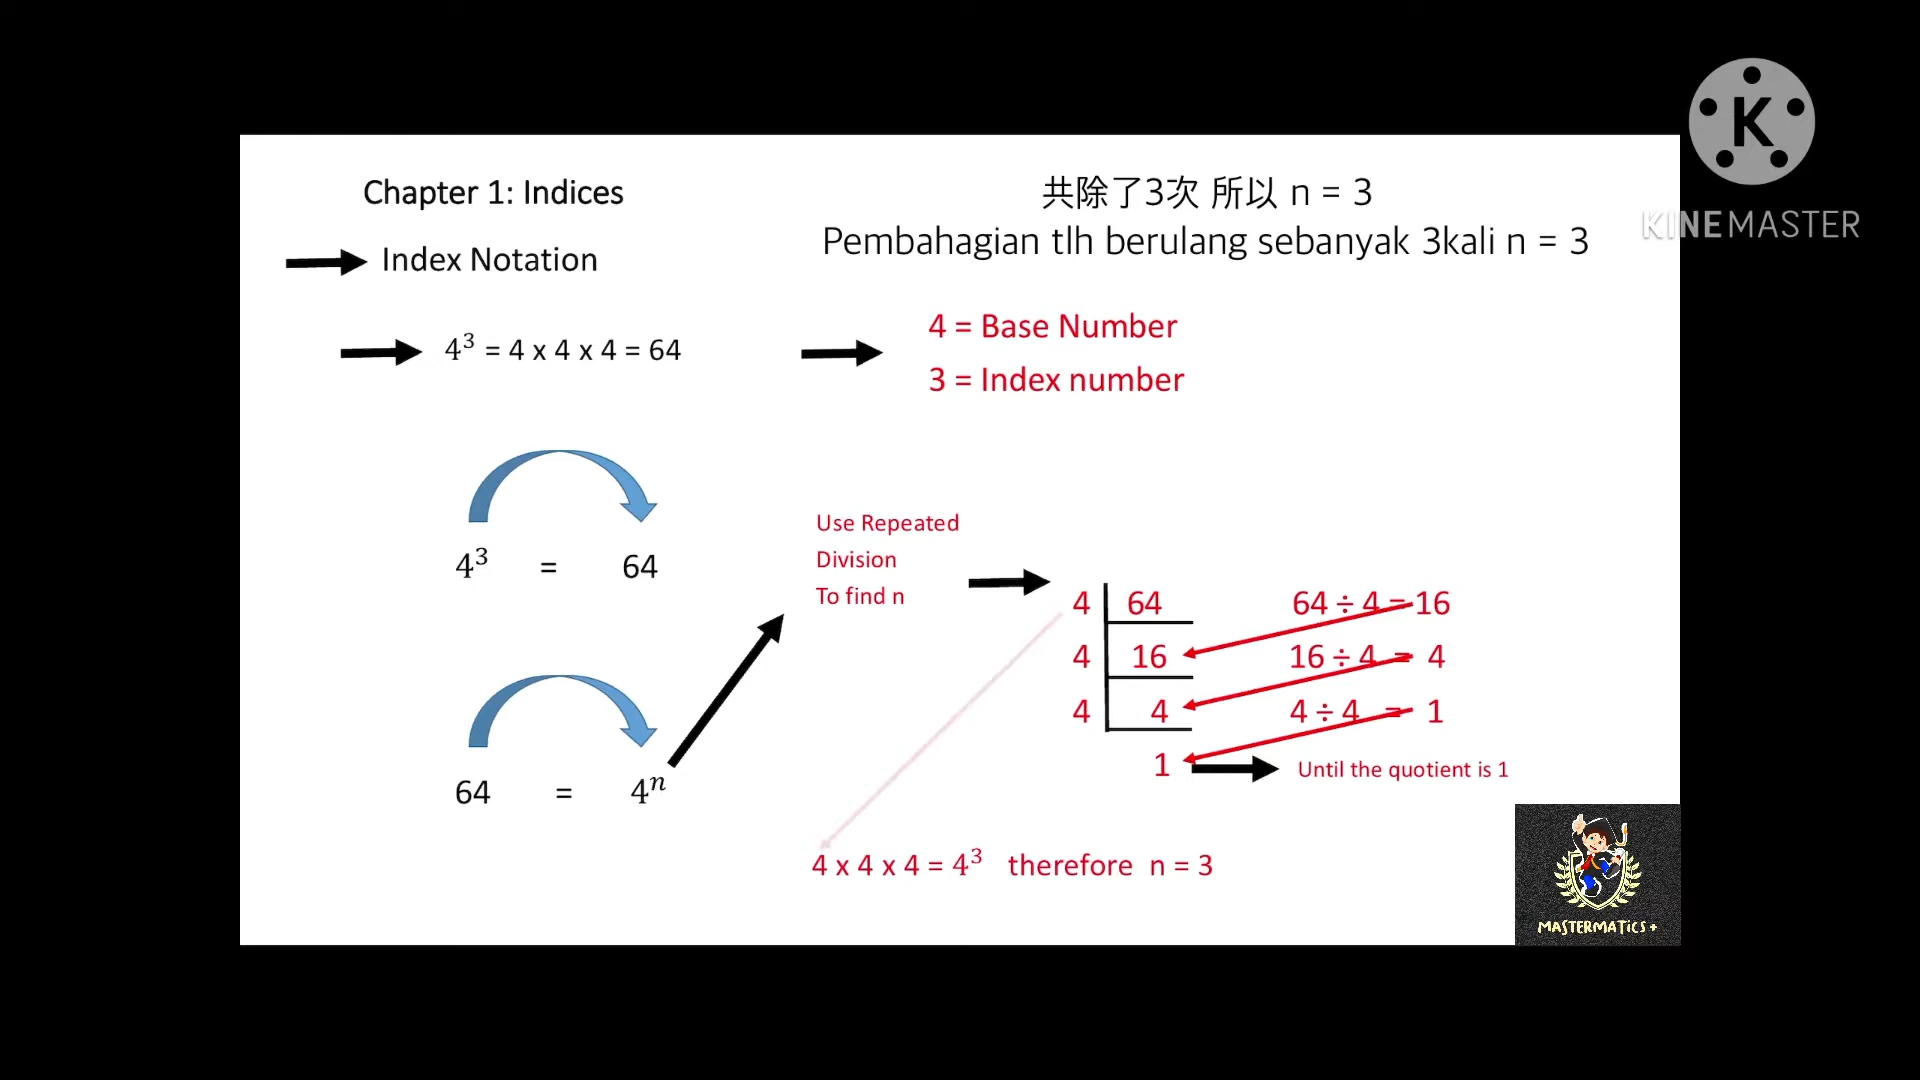 K
KINEMASTER
Chapter 1: Indices
共除了3次 所以 n = 3
Pembahagian tlh berulang sebanyak 3kali n = 3
Index Notation
4³ = 4 x 4 x 4 = 64
4 = Base Number
3 = Index number
4³ = 64
Use Repeated
Division
To find n
4 64 64 ÷ 4 = 16
4 16 16 ÷ 4 = 4
4 4 4 ÷ 4 = 1
1 Until the quotient is 1
64 = 4ⁿ
4 x 4 x 4 = 4³ therefore n = 3
MASTERMATiCS +